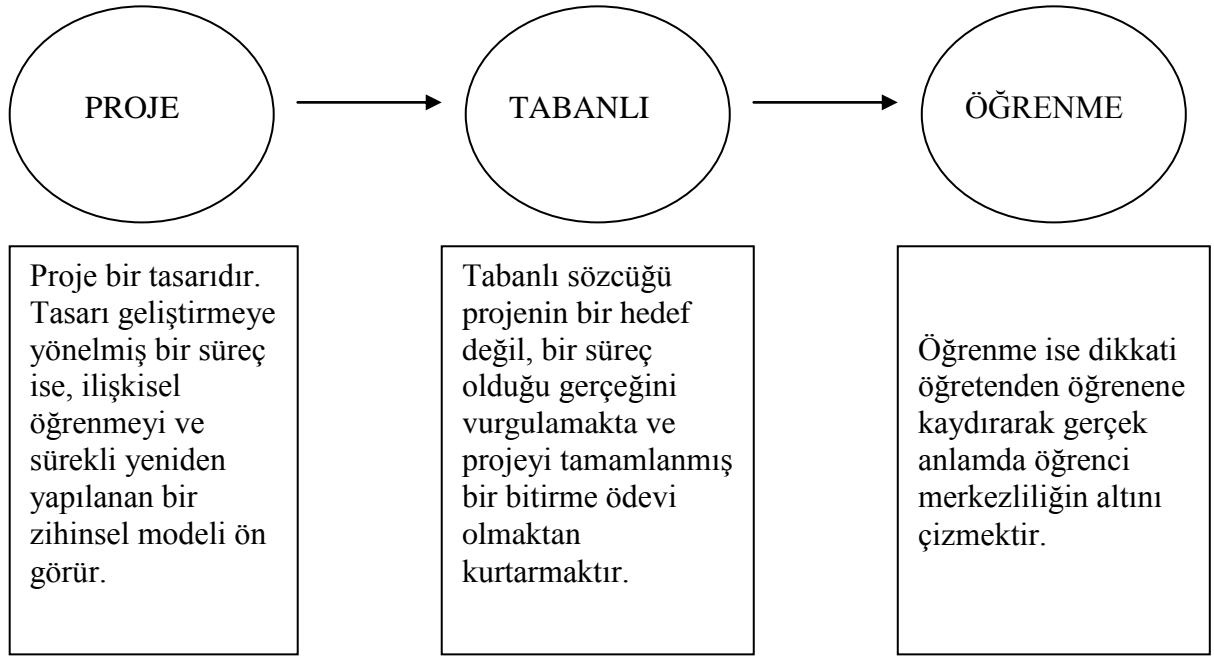 PROJE
TABANLI
ÖĞRENME
Proje bir tasarıdır.
Tasarı geliştirmeye
yönelmiş bir süreç
ise, ilişkisel
öğrenmeyi ve
sürekli yeniden
yapılanan bir
zihinsel modeli ön
görür.
Tabanlı sözcüğü
projenin bir hedef
değil, bir süreç
olduğu gerçeğini
vurgulamakta ve
projeyi tamamlanmış
bir bitirme ödevi
olmaktan
kurtarmaktır.
Öğrenme ise dikkati
öğretenden öğrenene
kaydırarak gerçek
anlamda öğrenci
merkezliliğin altını
çizmektir.